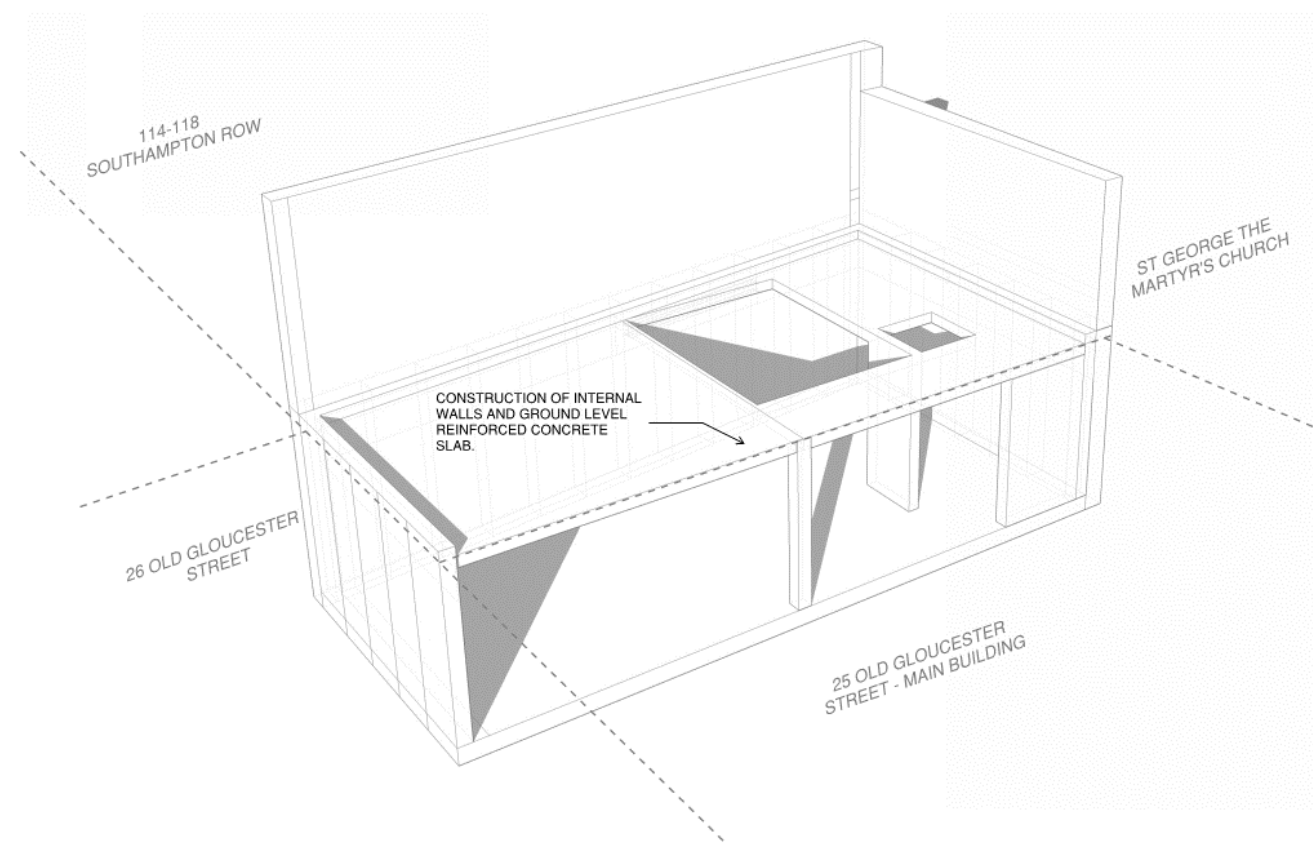 114-118
SOUTHAMPTON ROW
ST GEORGE THE
MARTYR'S CHURCH
CONSTRUCTION OF INTERNAL
WALLS AND GROUND LEVEL
REINFORCED CONCRETE
SLAB.
26 OLD GLOUCESTER
STREET
25 OLD GLOUCESTER
STREET - MAIN BUILDING